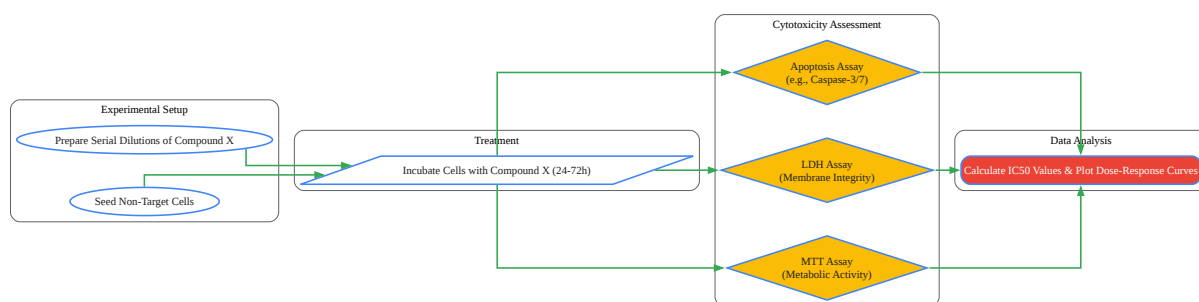 Experimental Setup
Prepare Serial Dilutions of Compound X
Seed Non-Target Cells
Treatment
Incubate Cells with Compound X (24-72h)
Cytotoxicity Assessment
Apoptosis Assay
(e.g., Caspase-3/7)
LDH Assay
(Membrane Integrity)
MTT Assay
(Metabolic Activity)
Data Analysis
Calculate IC50 Values & Plot Dose-Response Curves